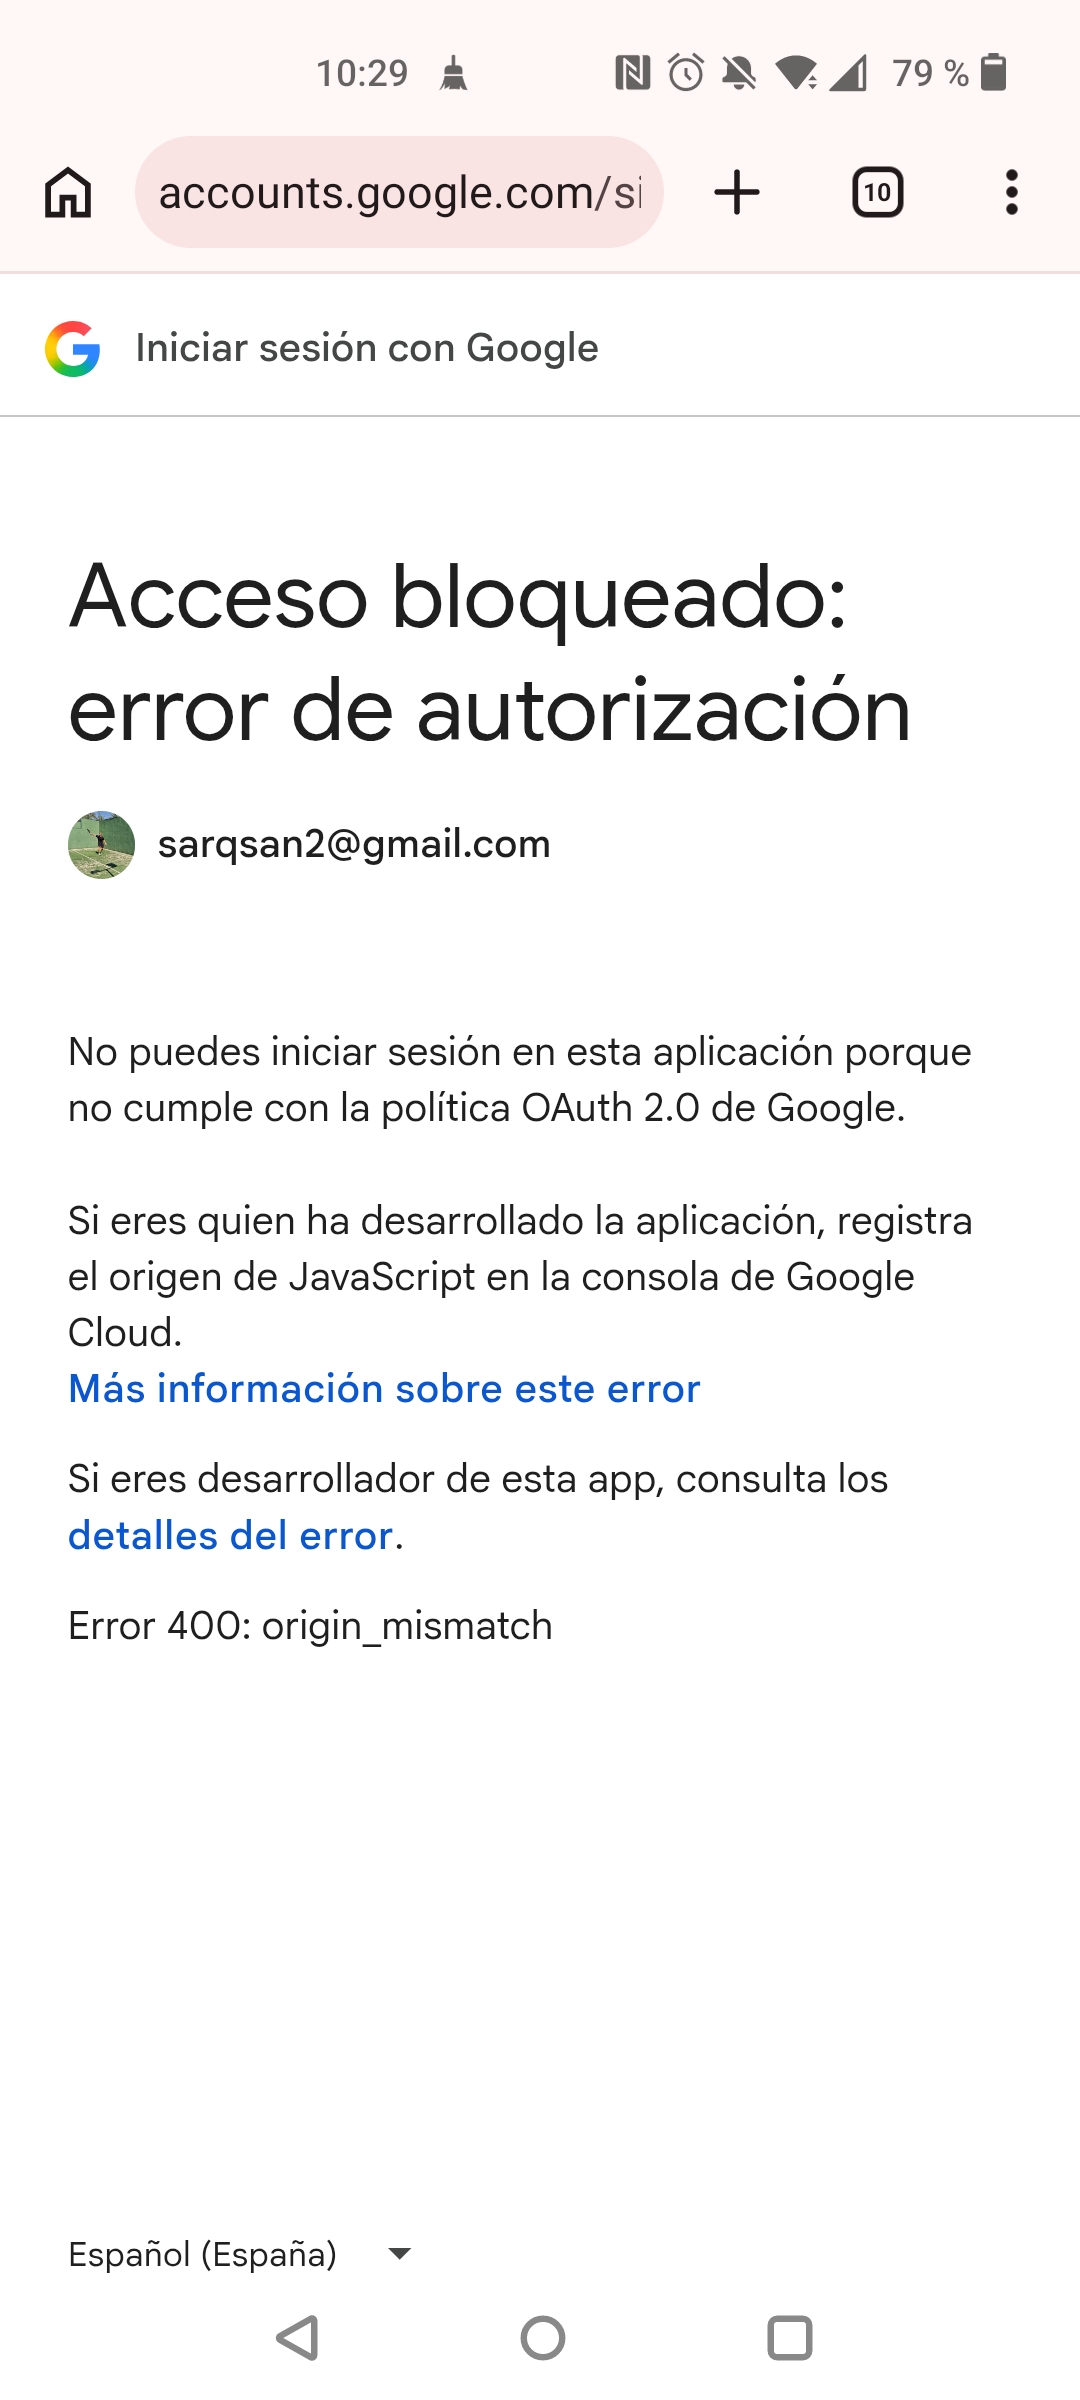 10:29
79 %
accounts.google.com/si
10
Iniciar sesión con Google
Acceso bloqueado:
error de autorización
sarqsan2@gmail.com
No puedes iniciar sesión en esta aplicación porque
no cumple con la política OAuth 2.0 de Google.
Si eres quien ha desarrollado la aplicación, registra
el origen de JavaScript en la consola de Google
Cloud.
Más información sobre este error
Si eres desarrollador de esta app, consulta los
detalles del error.
Error 400: origin_mismatch
Español (España)